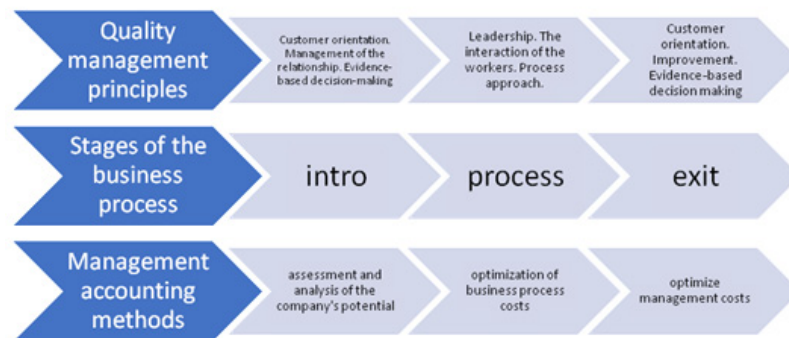 Quality
management
principles
Customer orientation.
Management of the
relationship. Evidence-
based decision-making
Leadership. The
interaction of the
workers. Process
approach.
Customer
orientation.
Improvement.
Evidence-based
decision making
Stages of the
business
process
intro
process
exit
Management
accounting
methods
assessment and
analysis of the
company's potential
optimization of
business process
costs
optimize
management costs